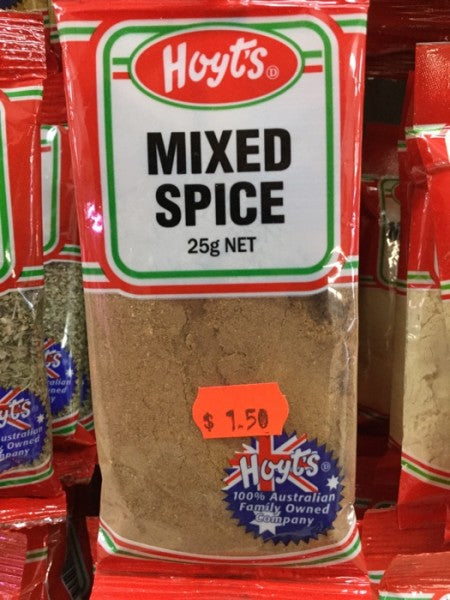 Hoyt's
MIXED
SPICE
25g NET
$ 1.50
Hoyt's
100% Australian
Family Owned
Company